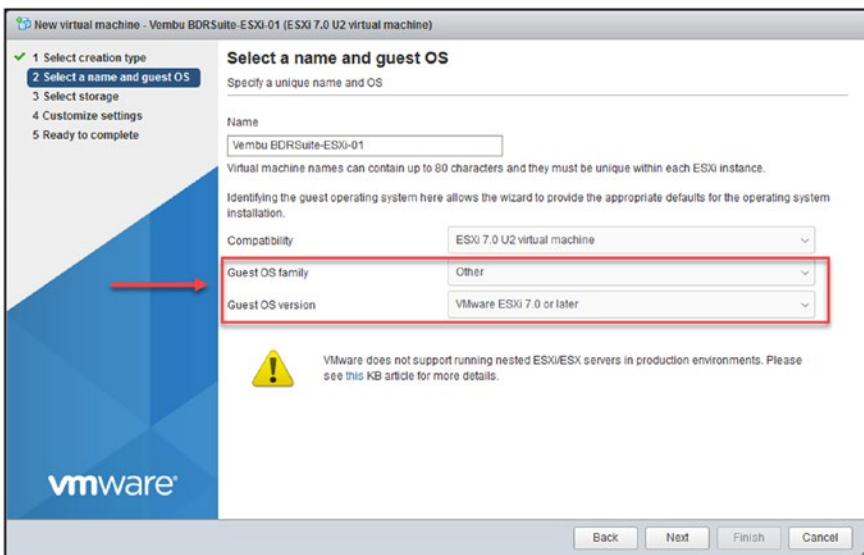 New virtual machine - Vembu BDRSuite-ESXi-01 (ESXi 7.0 U2 virtual machine)
1 Select creation type
2 Select a name and guest OS
3 Select storage
4 Customize settings
5 Ready to complete
Select a name and guest OS
Specify a unique name and OS
Name
Vembu BDRSuite-ESXi-01
Virtual machine names can contain up to 80 characters and they must be unique within each ESXi instance.
Identifying the guest operating system here allows the wizard to provide the appropriate defaults for the operating system
installation.
Compatibility ESXi 7.0 U2 virtual machine
Guest OS family Other
Guest OS version VMware ESXi 7.0 or later
VMware does not support running nested ESXi/ESX servers in production environments. Please
see this KB article for more details.
vmware
Back Next Finish Cancel